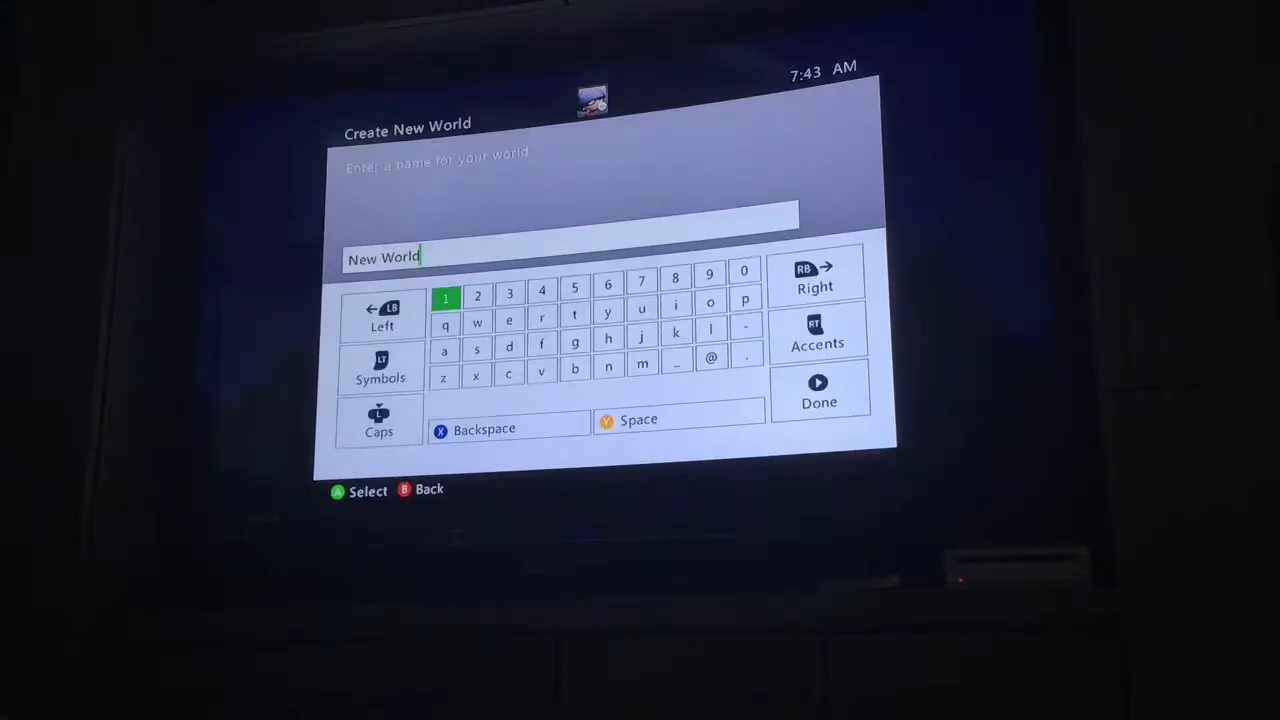 7:43 AM
Create New World
Enter a name for your world
New World
LB
Left
1 2 3 4 5 6 7 8 9 0
RB
Right
q w e r t y u i o p
LT
Symbols
a s d f g h j k l -
RT
Accents
z x c v b n m _ @ .
L
Caps
X Backspace
Y Space
Done
A Select B Back